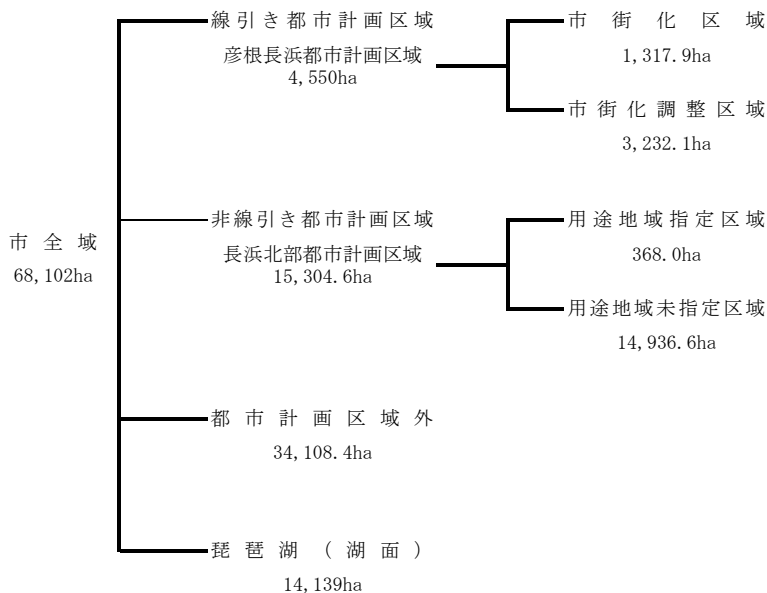 市全域
68,102ha
線引き都市計画区域
彦根長浜都市計画区域
4,550ha
市街化区域
1,317.9ha
市街化調整区域
3,232.1ha
非線引き都市計画区域
長浜北部都市計画区域
15,304.6ha
用途地域指定区域
368.0ha
用途地域未指定区域
14,936.6ha
都市計画区域外
34,108.4ha
琵琶湖(湖面)
14,139ha